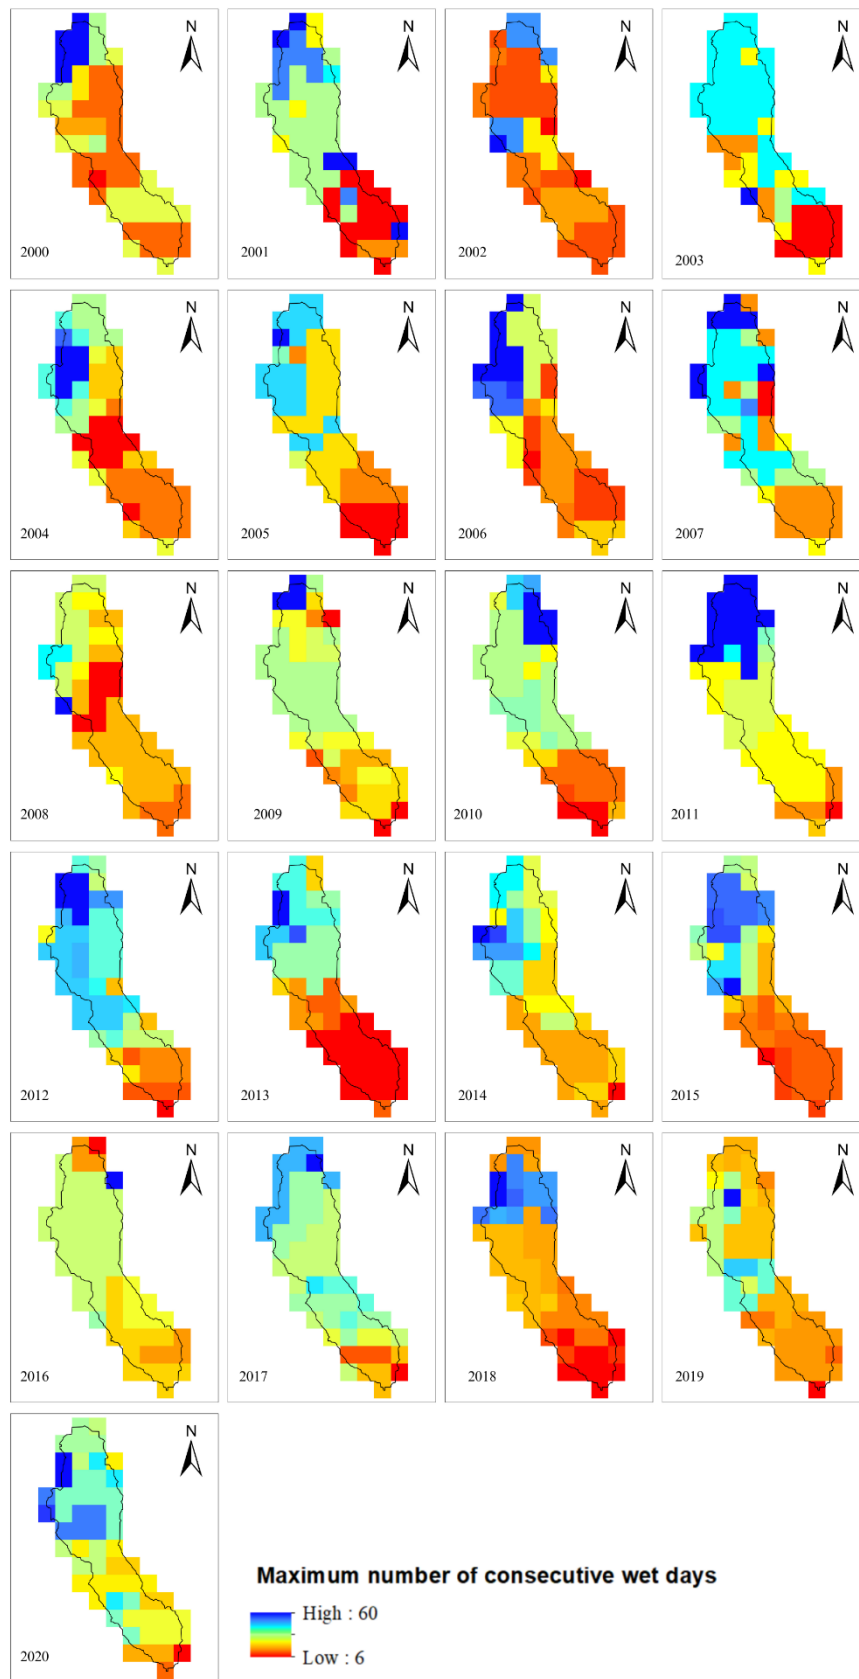 N N N N
2000 2001 2002 2003
N N N N
2004 2005 2006 2007
N N N N
2008 2009 2010 2011
N N N N
2012 2013 2014 2015
N N N N
2016 2017 2018 2019
N
2020
Maximum number of consecutive wet days
High : 60
Low : 6